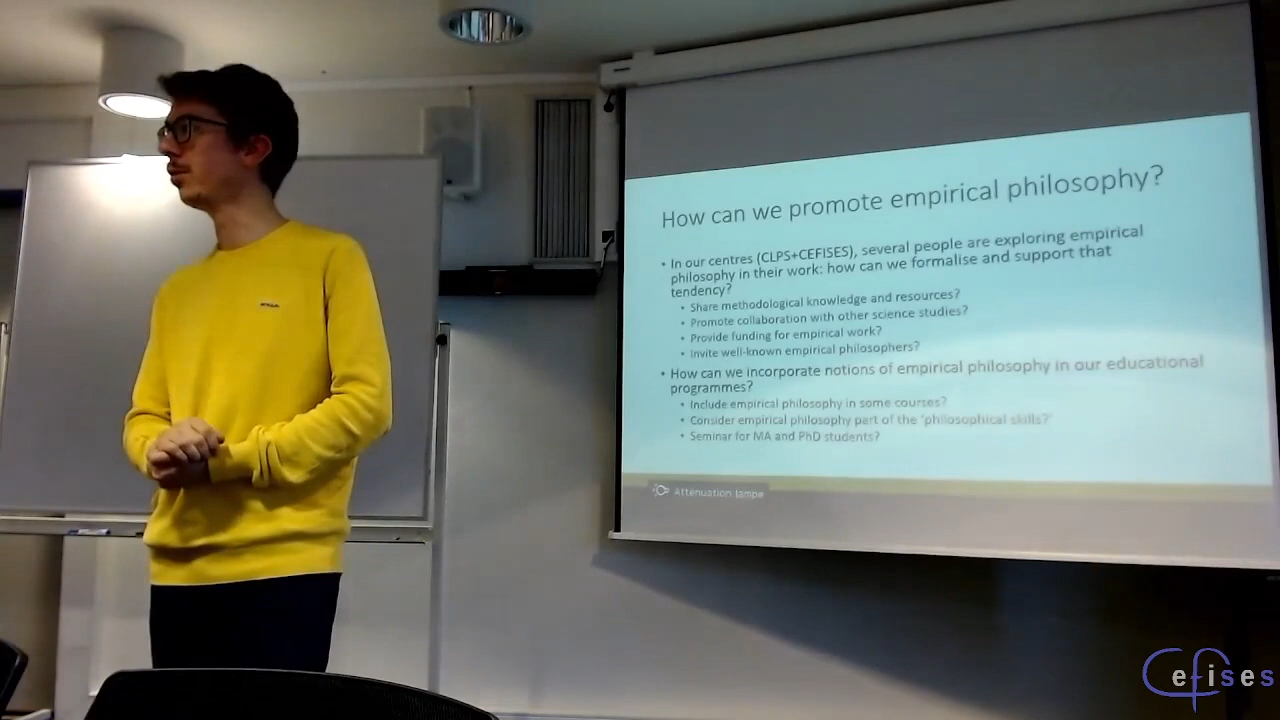 How can we promote empirical philosophy?
• In our centres (CLPS+CEFISES), several people are exploring empirical
philosophy in their work: how can we formalise and support that
tendency?
• Share methodological knowledge and resources?
• Promote collaboration with other science studies?
• Provide funding for empirical work?
• Invite well-known empirical philosophers?
• How can we incorporate notions of empirical philosophy in our educational
programmes?
• Include empirical philosophy in some courses?
• Consider empirical philosophy part of the 'philosophical skills?'
• Seminar for MA and PhD students?
Attenuation lampe
Cefises